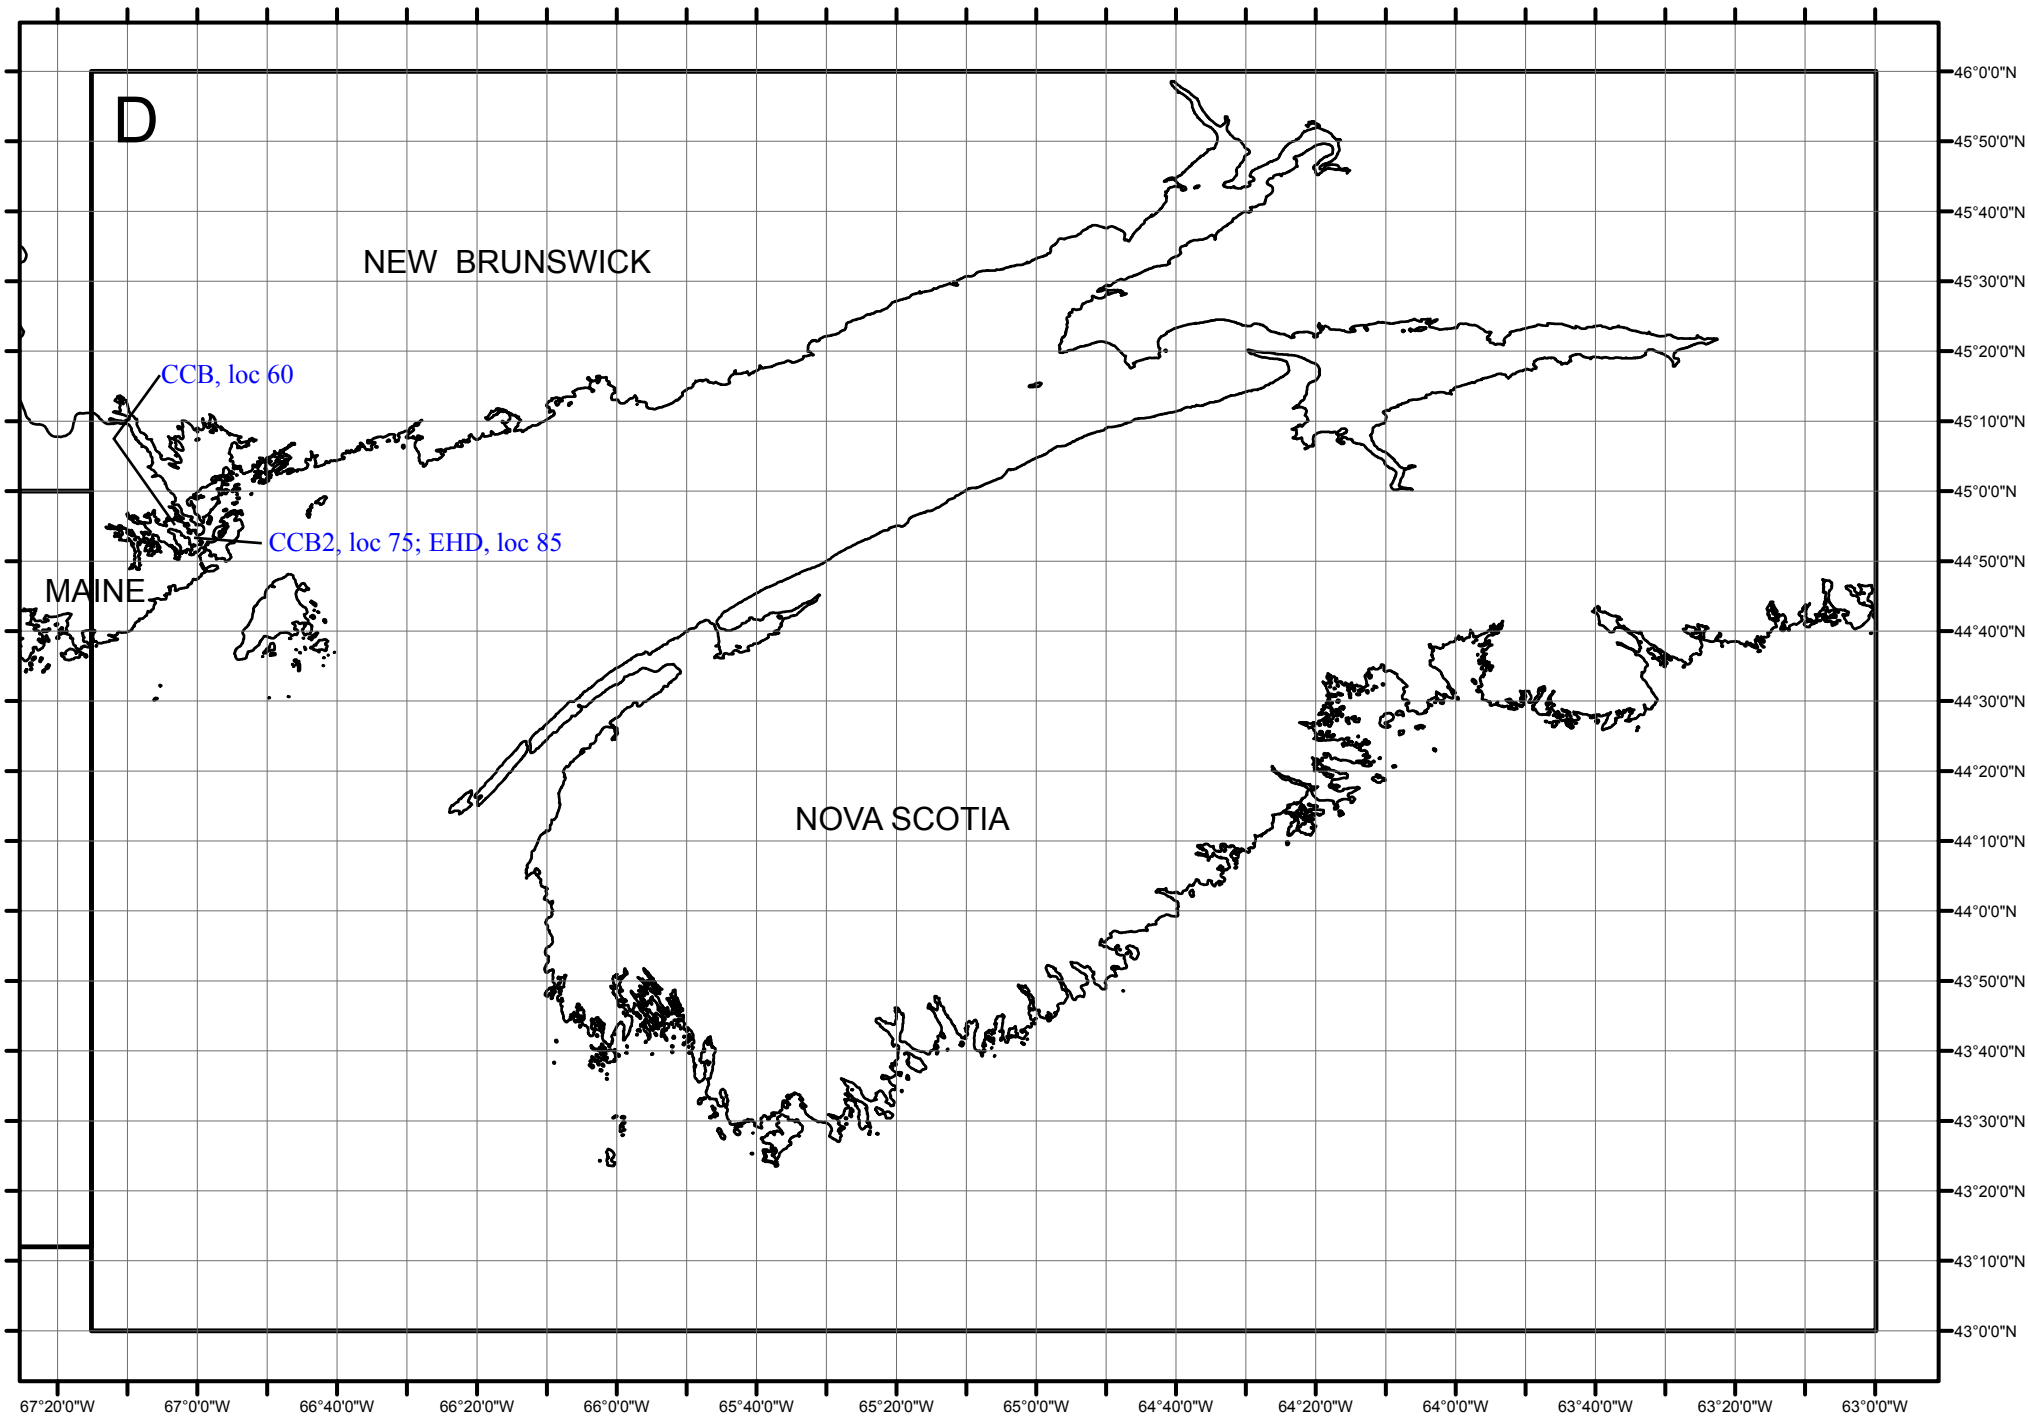 D
46°0'0"N
45°50'0"N
45°40'0"N
NEW BRUNSWICK
45°30'0"N
45°20'0"N
CCB, loc 60
45°10'0"N
45°0'0"N
CCB2, loc 75; EHD, loc 85
44°50'0"N
MAINE
44°40'0"N
44°30'0"N
44°20'0"N
NOVA SCOTIA
44°10'0"N
44°0'0"N
43°50'0"N
43°40'0"N
43°30'0"N
43°20'0"N
43°10'0"N
43°0'0"N
67°20'0"W 67°0'0"W 66°40'0"W 66°20'0"W 66°0'0"W 65°40'0"W 65°20'0"W 65°0'0"W 64°40'0"W 64°20'0"W 64°0'0"W 63°40'0"W 63°20'0"W 63°0'0"W